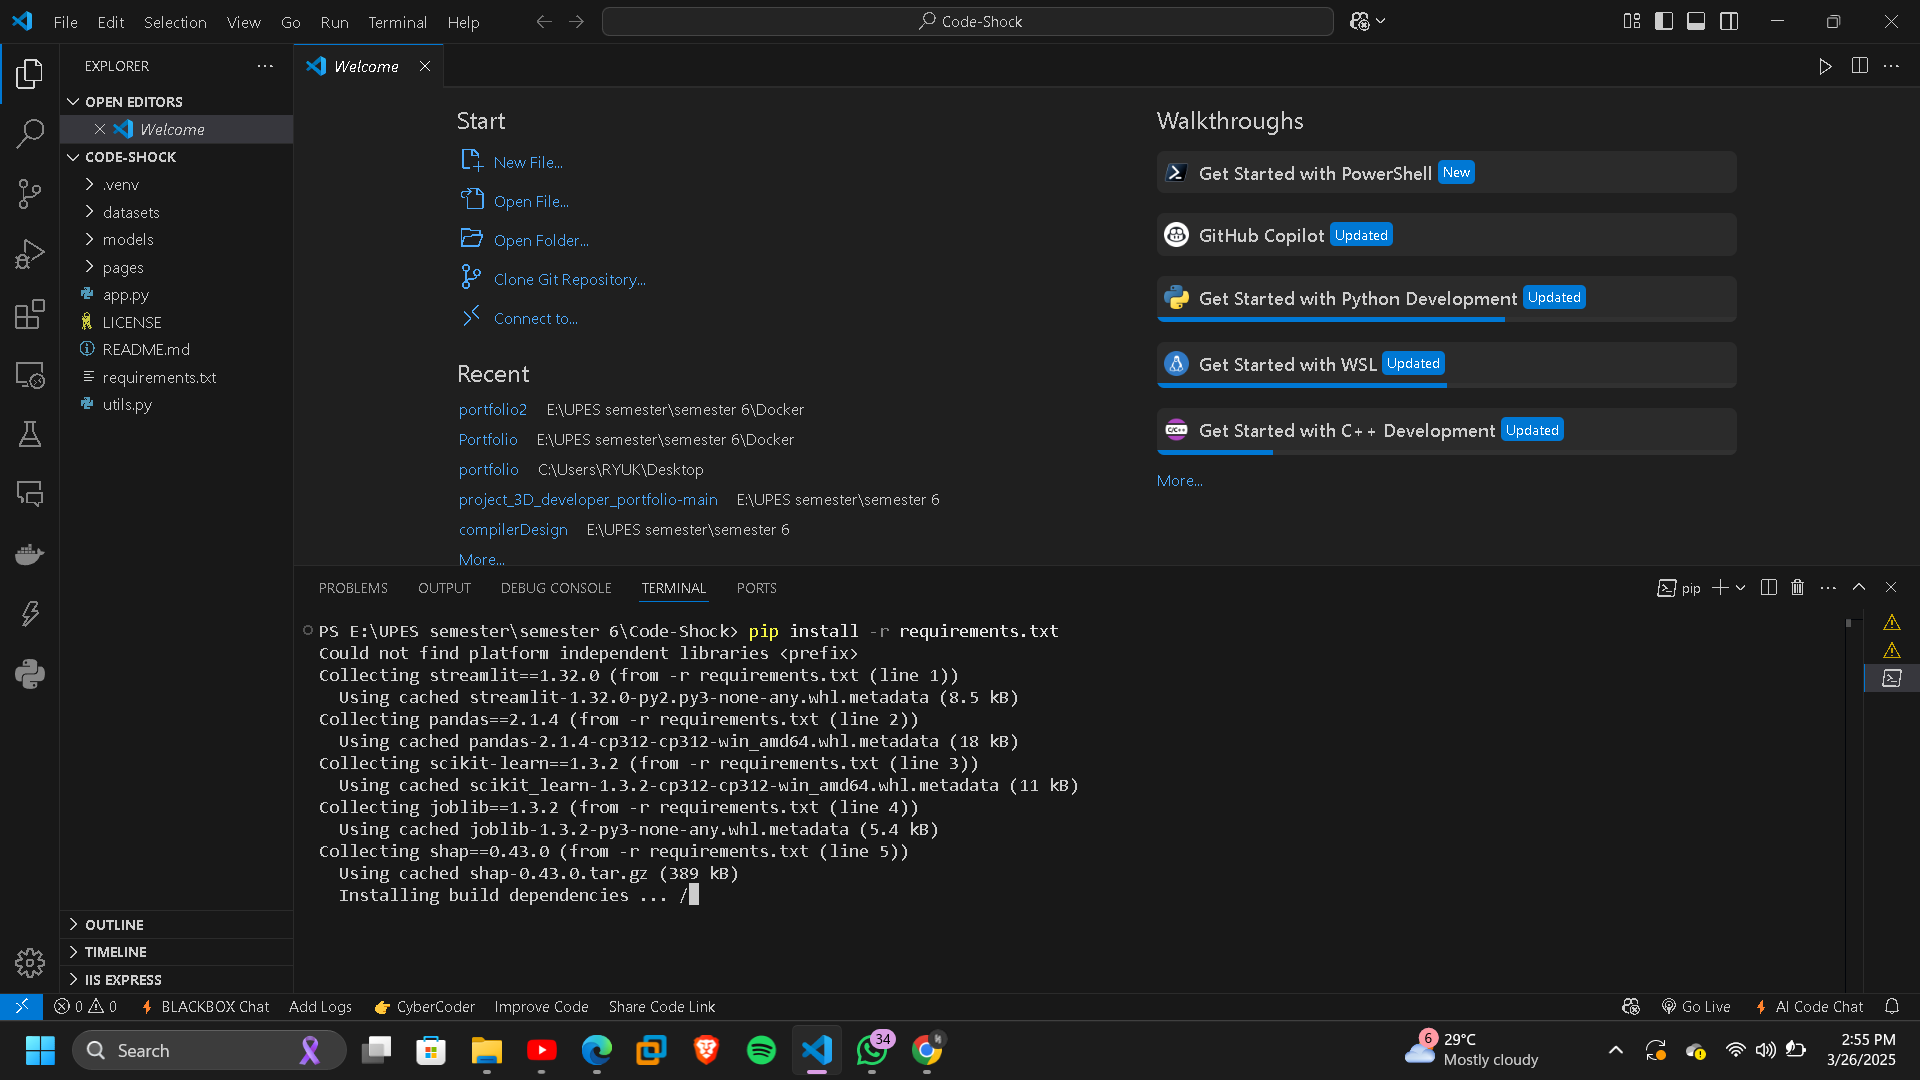 File Edit Selection View Go Run Terminal Help
Code-Shock
EXPLORER
OPEN EDITORS
Welcome
CODE-SHOCK
.venv
datasets
models
pages
app.py
LICENSE
README.md
requirements.txt
utils.py
OUTLINE
TIMELINE
IIS EXPRESS
Welcome
Start
New File...
Open File...
Open Folder...
Clone Git Repository...
Connect to...
Recent
portfolio2 E:\UPES semester\semester 6\Docker
Portfolio E:\UPES semester\semester 6\Docker
portfolio C:\Users\RYUK\Desktop
project_3D_developer_portfolio-main E:\UPES semester\semester 6
compilerDesign E:\UPES semester\semester 6
More...
Walkthroughs
Get Started with PowerShell New
GitHub Copilot Updated
Get Started with Python Development Updated
Get Started with WSL Updated
C/C++ Get Started with C++ Development Updated
More...
PROBLEMS OUTPUT DEBUG CONSOLE TERMINAL PORTS
pip
PS E:\UPES semester\semester 6\Code-Shock> pip install -r requirements.txt
Could not find platform independent libraries <prefix>
Collecting streamlit==1.32.0 (from -r requirements.txt (line 1))
Using cached streamlit-1.32.0-py2.py3-none-any.whl.metadata (8.5 kB)
Collecting pandas==2.1.4 (from -r requirements.txt (line 2))
Using cached pandas-2.1.4-cp312-cp312-win_amd64.whl.metadata (18 kB)
Collecting scikit-learn==1.3.2 (from -r requirements.txt (line 3))
Using cached scikit_learn-1.3.2-cp312-cp312-win_amd64.whl.metadata (11 kB)
Collecting joblib==1.3.2 (from -r requirements.txt (line 4))
Using cached joblib-1.3.2-py3-none-any.whl.metadata (5.4 kB)
Collecting shap==0.43.0 (from -r requirements.txt (line 5))
Using cached shap-0.43.0.tar.gz (389 kB)
Installing build dependencies ... /
0 0 BLACKBOX Chat Add Logs CyberCoder Improve Code Share Code Link
Go Live AI Code Chat
Search
34
6
29°C
Mostly cloudy
2:55 PM
3/26/2025